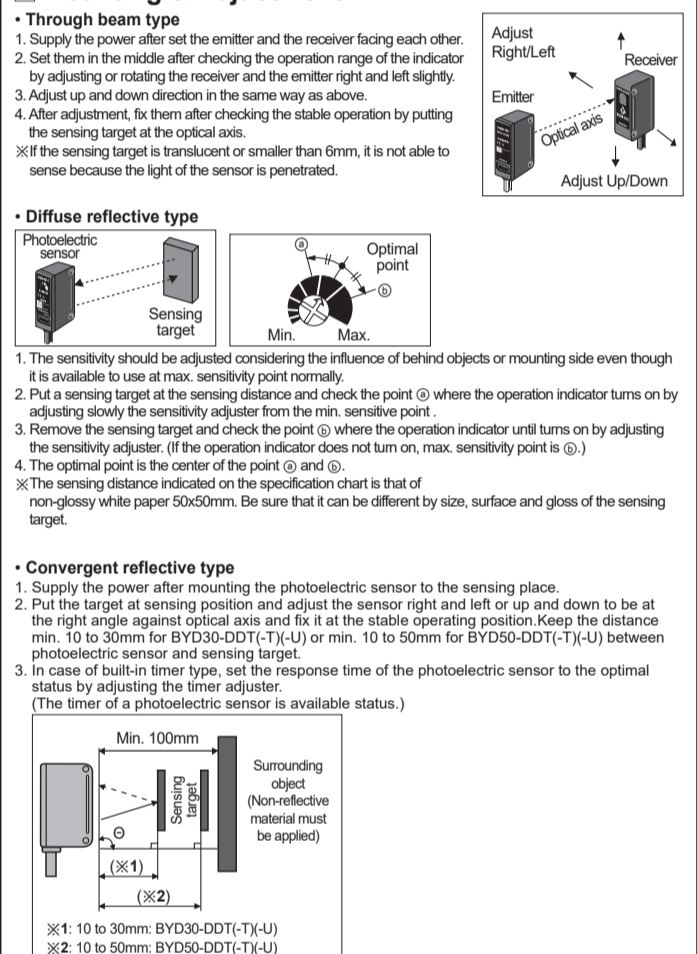 • Through beam type
1. Supply the power after set the emitter and the receiver facing each other.
2. Set them in the middle after checking the operation range of the indicator
by adjusting or rotating the receiver and the emitter right and left slightly.
3. Adjust up and down direction in the same way as above.
4. After adjustment, fix them after checking the stable operation by putting
the sensing target at the optical axis.
※If the sensing target is translucent or smaller than 6mm, it is not able to
sense because the light of the sensor is penetrated.
Adjust
Right/Left
Receiver
Emitter
Optical axis
Adjust Up/Down
• Diffuse reflective type
Photoelectric
sensor
Sensing
target
ⓐ
Optimal
point
ⓑ
Min.
Max.
1. The sensitivity should be adjusted considering the influence of behind objects or mounting side even though
it is available to use at max. sensitivity point normally.
2. Put a sensing target at the sensing distance and check the point ⓐ where the operation indicator turns on by
adjusting slowly the sensitivity adjuster from the min. sensitive point .
3. Remove the sensing target and check the point ⓑ where the operation indicator until turns on by adjusting
the sensitivity adjuster. (If the operation indicator does not turn on, max. sensitivity point is ⓑ.)
4. The optimal point is the center of the point ⓐ and ⓑ.
※The sensing distance indicated on the specification chart is that of
non-glossy white paper 50x50mm. Be sure that it can be different by size, surface and gloss of the sensing
target.
• Convergent reflective type
1. Supply the power after mounting the photoelectric sensor to the sensing place.
2. Put the target at sensing position and adjust the sensor right and left or up and down to be at
the right angle against optical axis and fix it at the stable operating position.Keep the distance
min. 10 to 30mm for BYD30-DDT(-T)(-U) or min. 10 to 50mm for BYD50-DDT(-T)(-U) between
photoelectric sensor and sensing target.
3. In case of built-in timer type, set the response time of the photoelectric sensor to the optimal
status by adjusting the timer adjuster.
(The timer of a photoelectric sensor is available status.)
Min. 100mm
Sensing
target
Surrounding
object
(Non-reflective
material must
be applied)
Θ
(※1)
(※2)
※1: 10 to 30mm: BYD30-DDT(-T)(-U)
※2: 10 to 50mm: BYD50-DDT(-T)(-U)